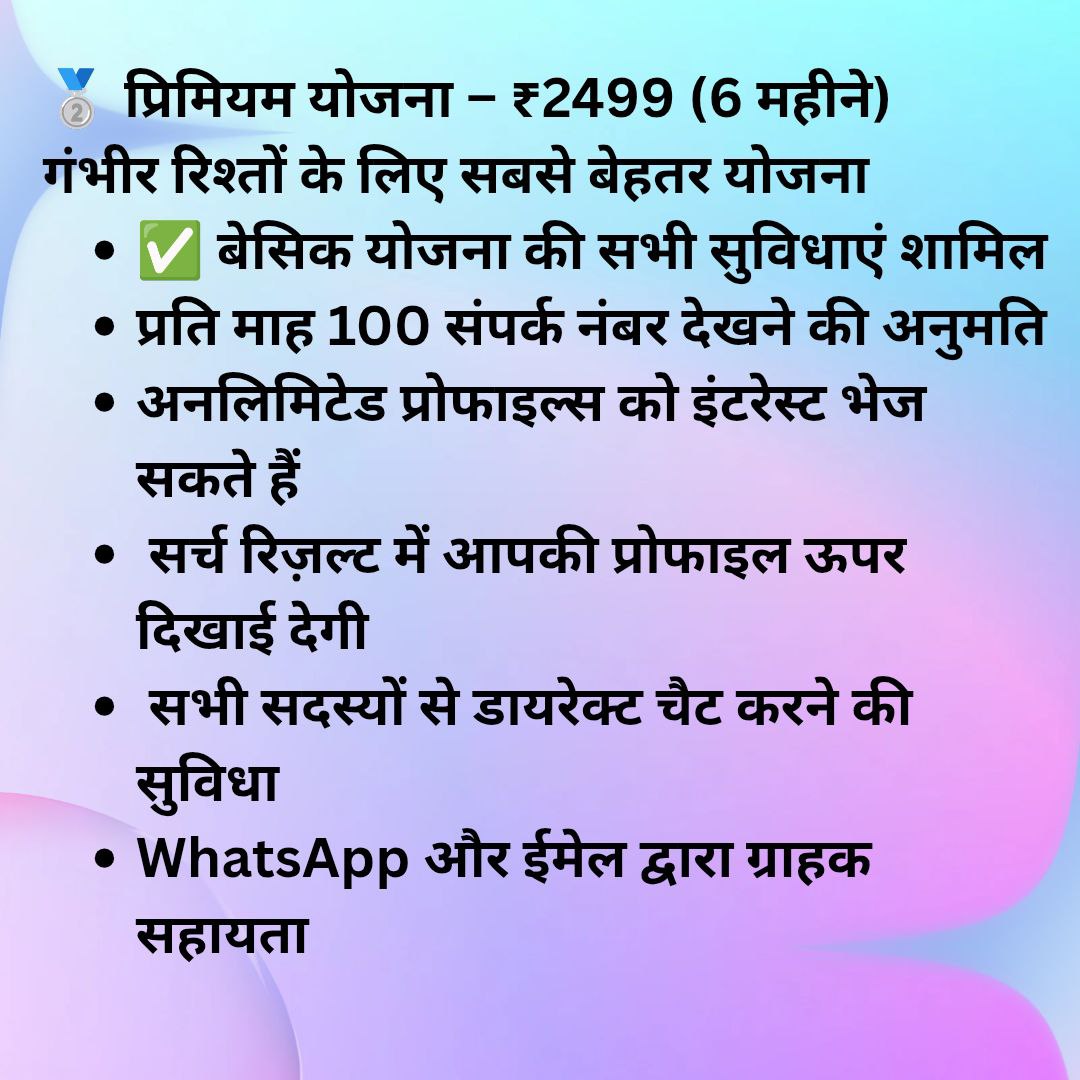 🥈 प्रिमियम योजना – ₹2499 (6 महीने)
गंभीर रिश्तों के लिए सबसे बेहतर योजना
• ✅ बेसिक योजना की सभी सुविधाएं शामिल
• प्रति माह 100 संपर्क नंबर देखने की अनुमति
• अनलिमिटेड प्रोफाइल्स को इंटरेस्ट भेज
सकते हैं
• सर्च रिज़ल्ट में आपकी प्रोफाइल ऊपर
दिखाई देगी
• सभी सदस्यों से डायरेक्ट चैट करने की
सुविधा
• WhatsApp और ईमेल द्वारा ग्राहक
सहायता